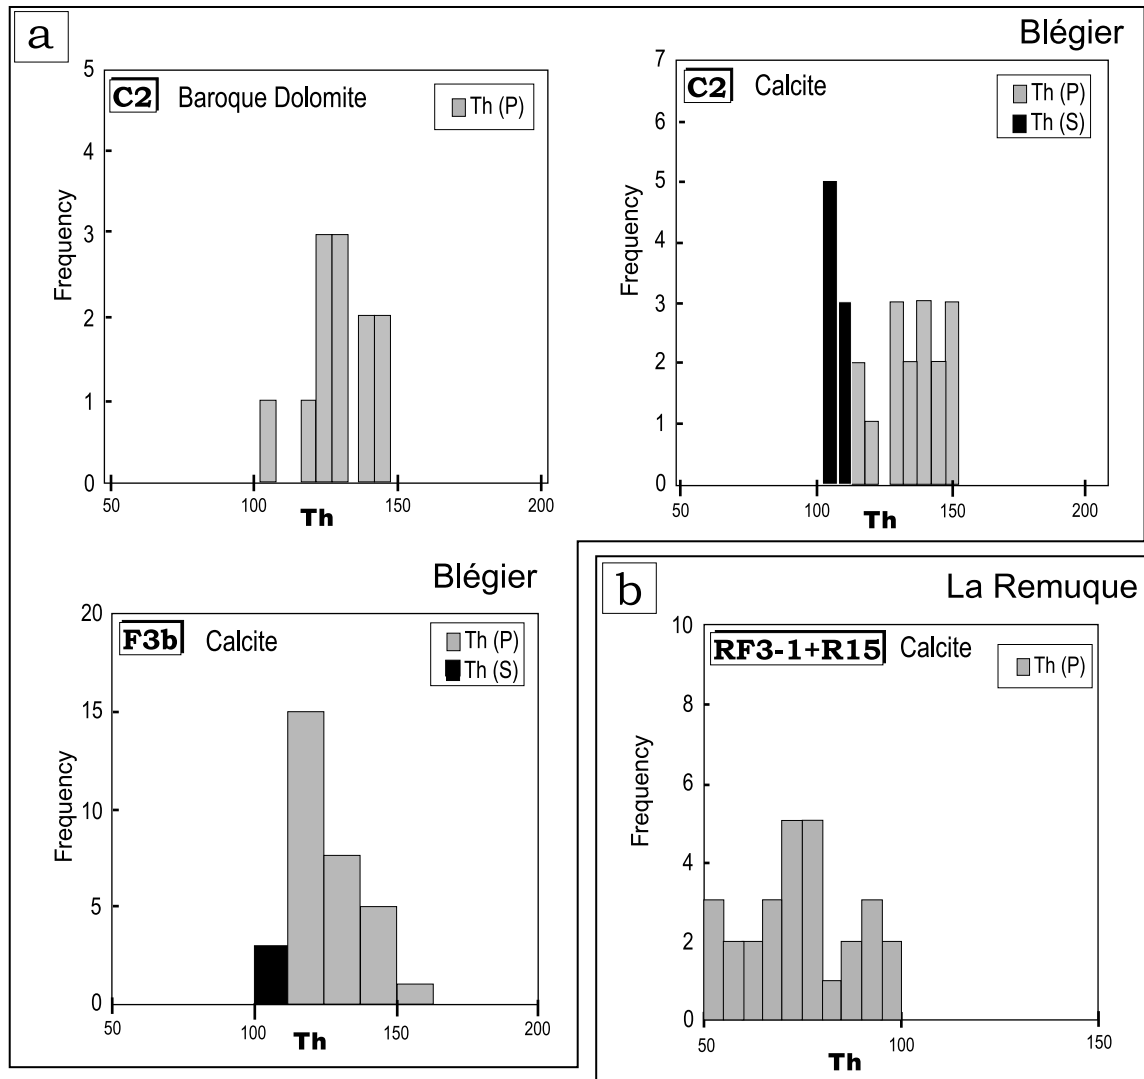 a
Blégier
C2 Baroque Dolomite
Th (P)
Frequency
5
4
3
2
1
0
50 100 150 200
Th
C2 Calcite
Th (P)
Th (S)
Frequency
7
6
5
4
3
2
1
0
50 100 150 200
Th
Blégier
F3b Calcite
Th (P)
Th (S)
Frequency
20
15
10
5
0
50 100 150 200
Th
b
La Remuque
RF3-1+R15 Calcite
Th (P)
Frequency
10
8
6
4
2
0
50 100 150
Th